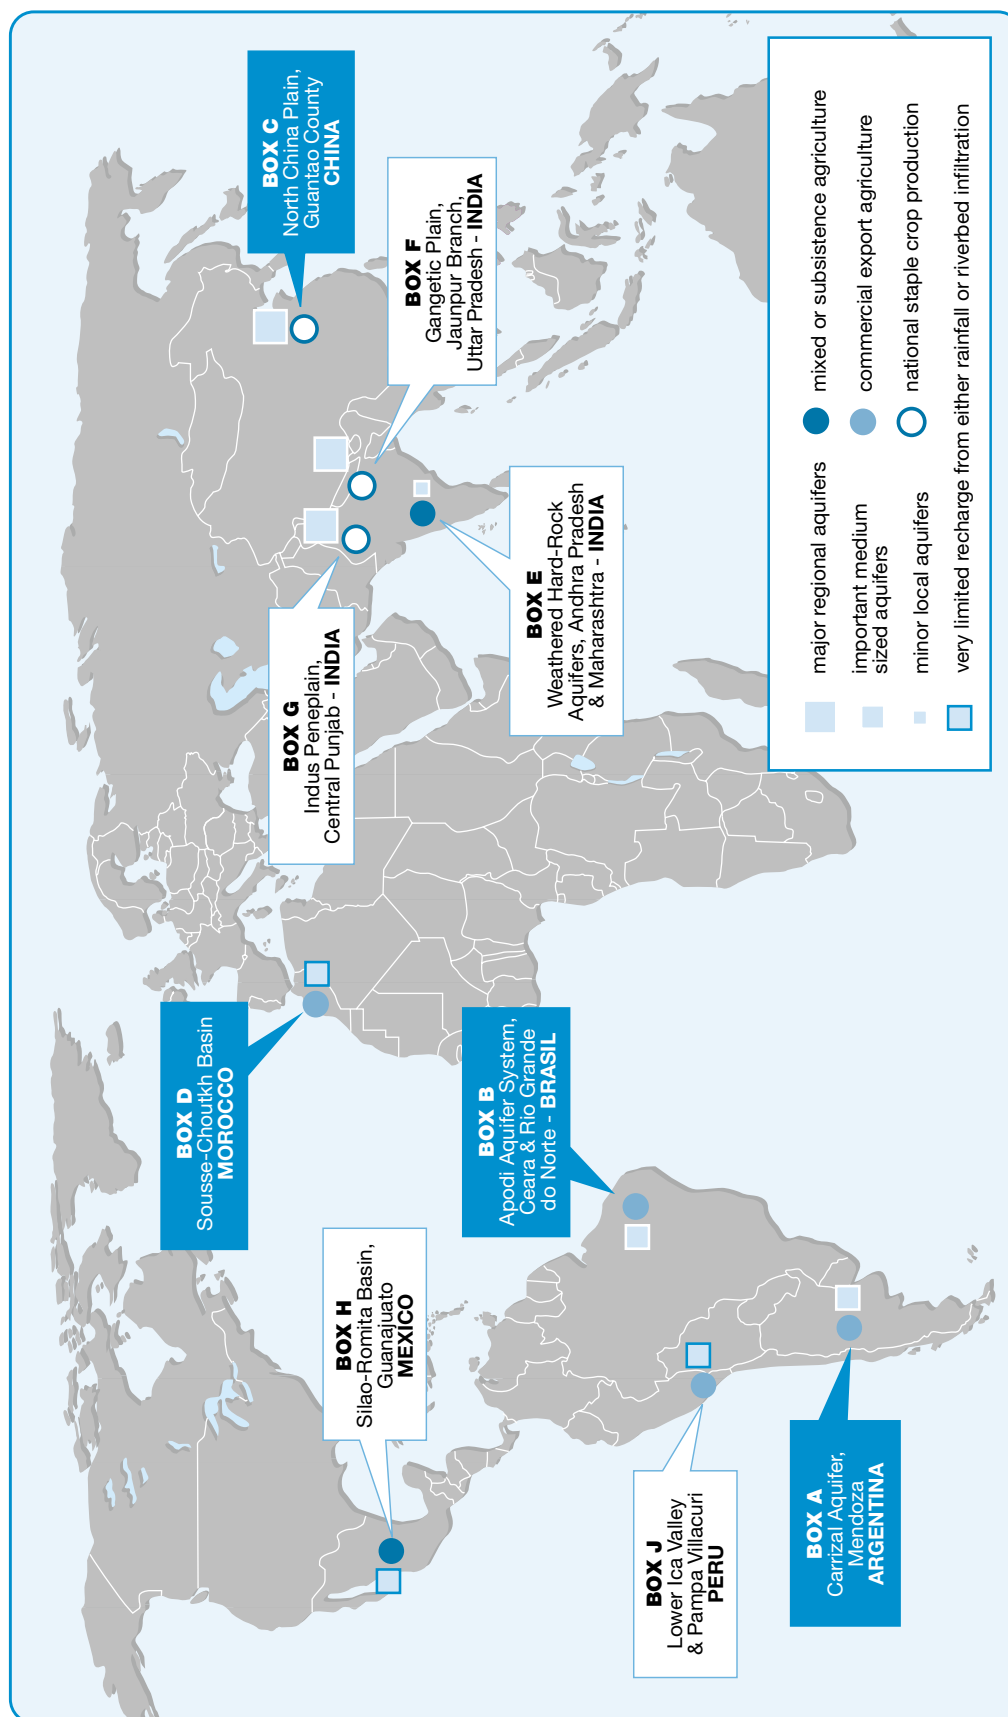 BOX A
Carrizal Aquifer,
Mendoza
ARGENTINA
BOX J
Lower Ica Valley
& Pampa Villacuri
PERU
BOX H
Silao-Romita Basin,
Guanajuato
MEXICO
BOX B
Apodi Aquifer System,
Ceara & Rio Grande
do Norte - BRASIL
BOX D
Sousse-Choutkh Basin
MOROCCO
BOX G
Indus Peneplain,
Central Punjab - INDIA
BOX E
Weathered Hard-Rock
Aquifers, Andhra Pradesh
& Maharashtra - INDIA
BOX F
Gangetic Plain,
Jaunpur Branch,
Uttar Pradesh - INDIA
BOX C
North China Plain,
Guantao County
CHINA
major regional aquifers
important medium
sized aquifers
minor local aquifers
very limited recharge from either rainfall or riverbed infiltration
mixed or subsistence agriculture
commercial export agriculture
national staple crop production